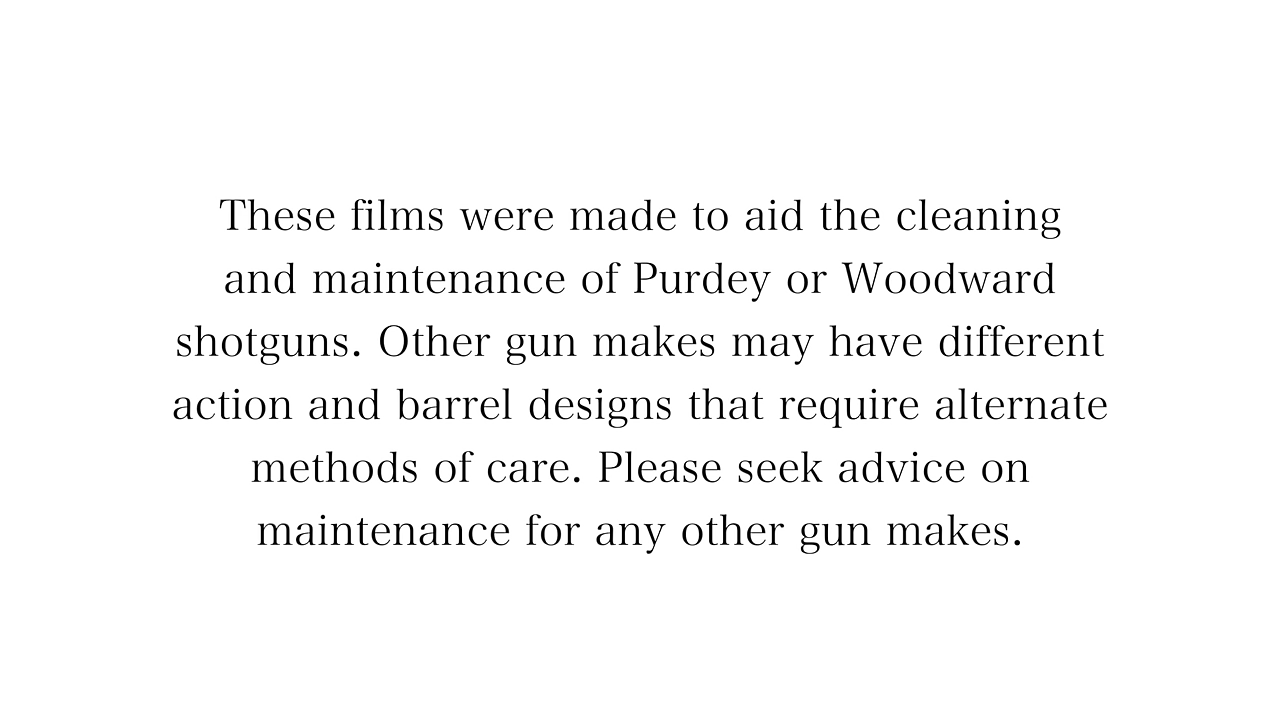 These films were made to aid the cleaning
and maintenance of Purdey or Woodward
shotguns. Other gun makes may have different
action and barrel designs that require alternate
methods of care. Please seek advice on
maintenance for any other gun makes.